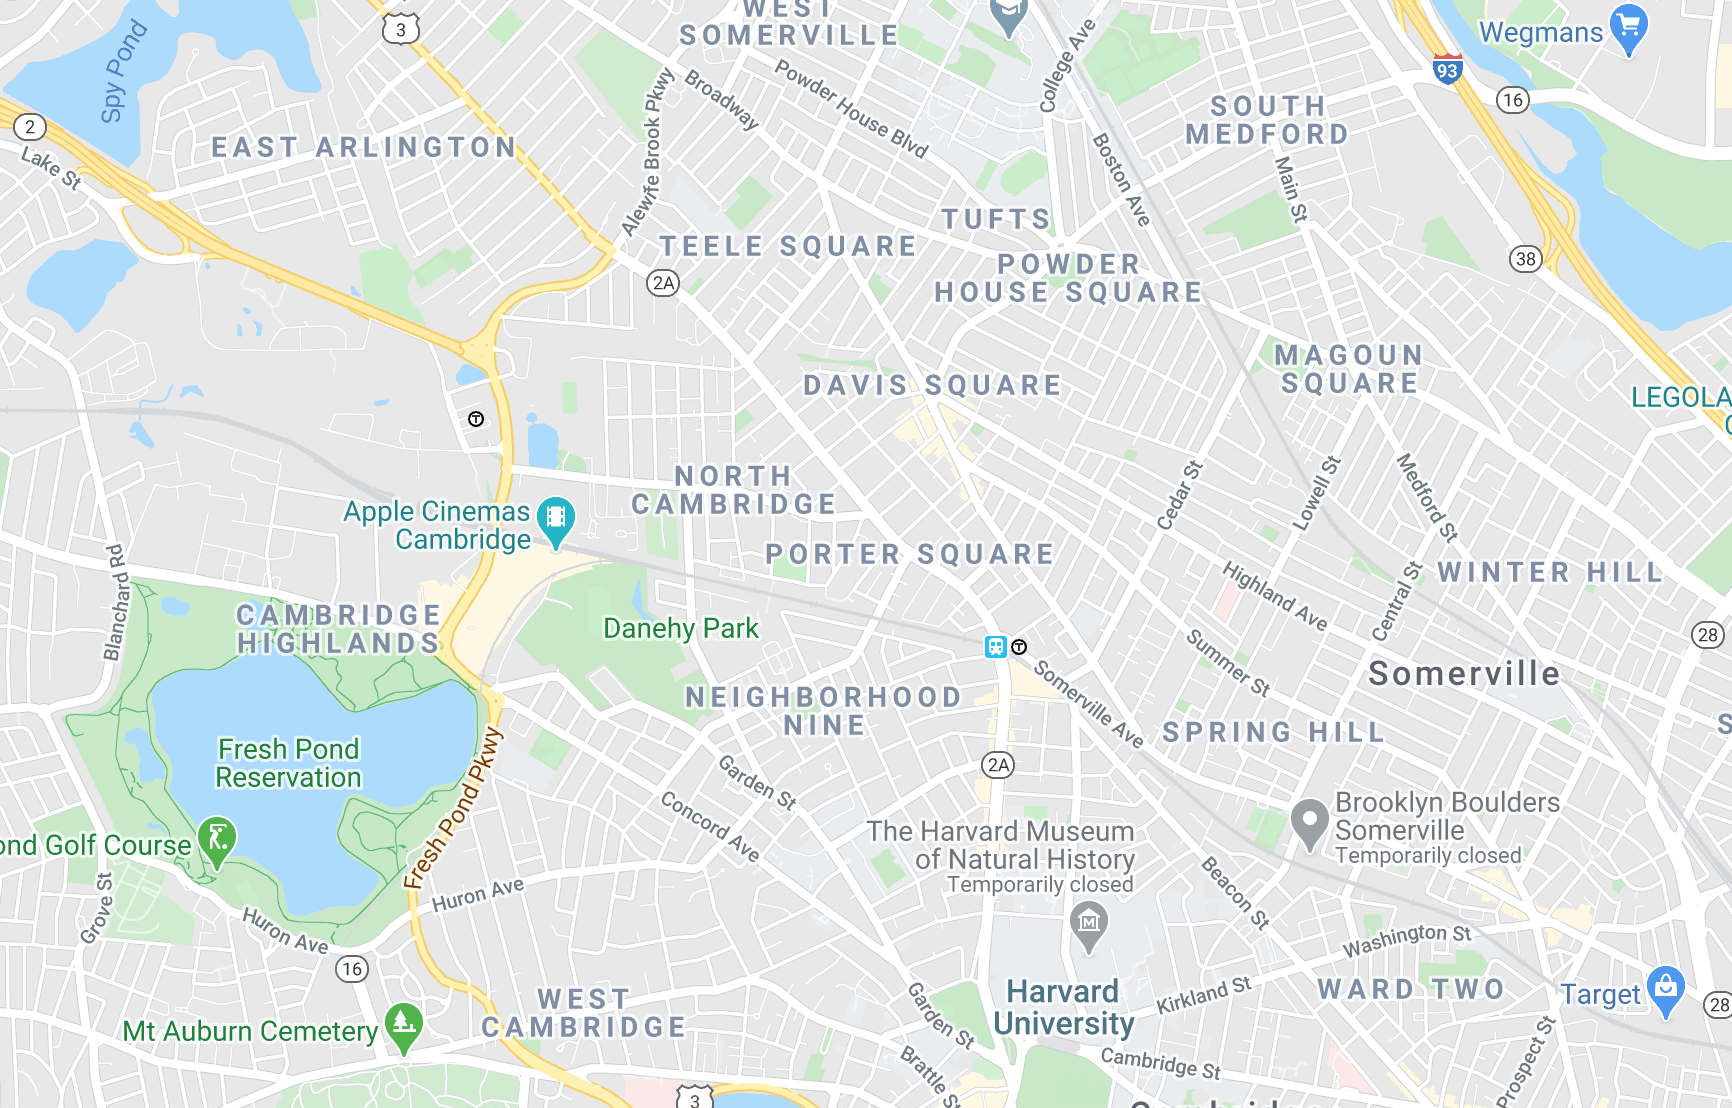 WEST
SOMERVILLE
3
Spy Pond
Wegmans
93
16
College Ave
Powder House Blvd
Broadway
Alewife Brook Pkwy
SOUTH
MEDFORD
2
Lake St
EAST ARLINGTON
Boston Ave
Main St
TUFTS
TEELE SQUARE
POWDER
HOUSE SQUARE
38
2A
MAGOUN
SQUARE
DAVIS SQUARE
LEGOLA
T
NORTH
CAMBRIDGE
Cedar St
Lowell St
Medford St
Apple Cinemas
Cambridge
PORTER SQUARE
Highland Ave
Central St
WINTER HILL
Blanchard Rd
CAMBRIDGE
HIGHLANDS
Danehy Park
T
Summer St
28
Somerville
Somerville Ave
NEIGHBORHOOD
NINE
SPRING HILL
S
Fresh Pond
Reservation
Fresh Pond Pkwy
Garden St
2A
Concord Ave
Brooklyn Boulders
Somerville
Temporarily closed
The Harvard Museum
of Natural History
Temporarily closed
ond Golf Course
Huron Ave
Grove St
Huron Ave
Beacon St
Washington St
16
WEST
CAMBRIDGE
Harvard
University
Kirkland St
WARD TWO
Target
28
Mt Auburn Cemetery
Garden St
Brattle St
Cambridge St
Prospect St
3